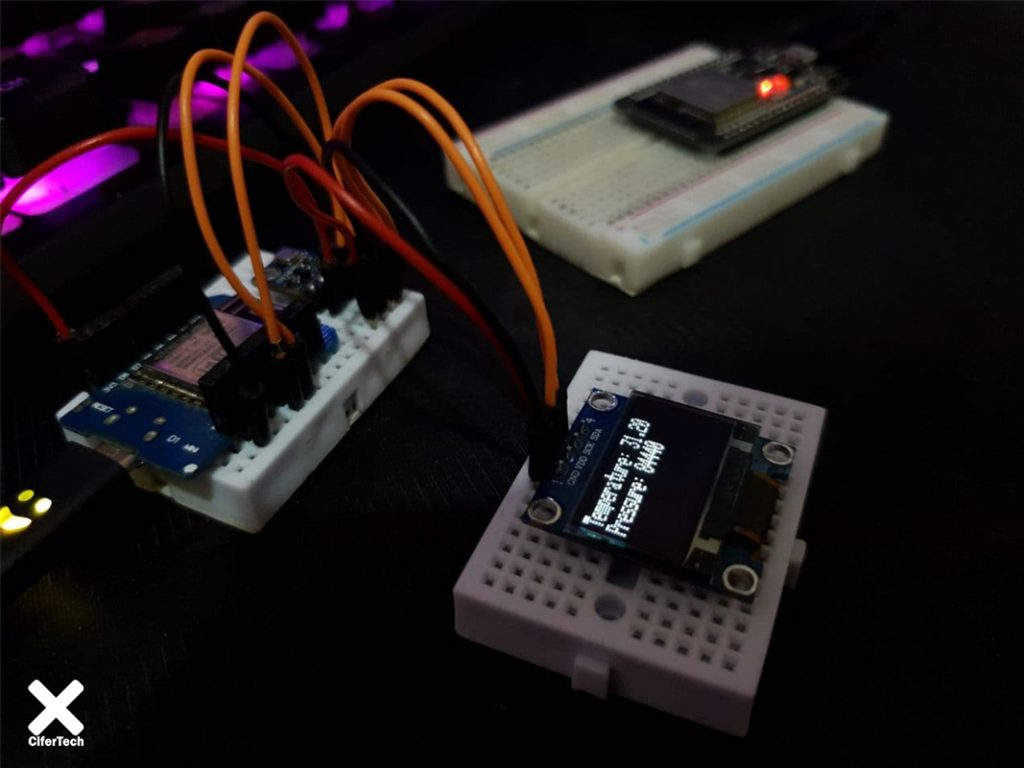 RESET
D1 MINI
GND VDD SCK SDA
Temperature: 31.20
Pressure: 84440
CiferTech